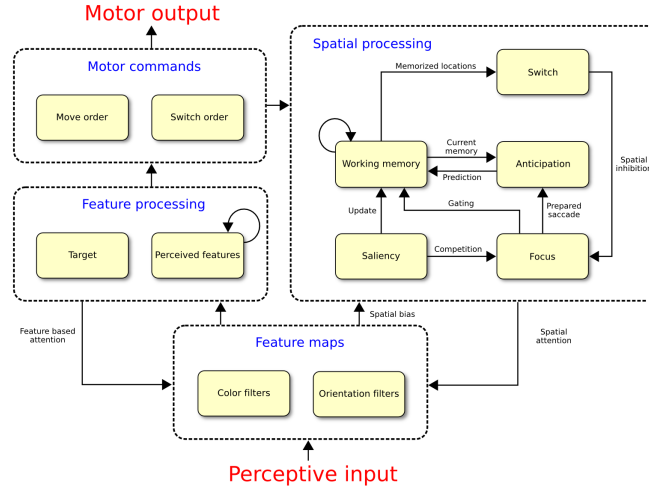 Motor output
Motor commands
Move order
Switch order
Spatial processing
Memorized locations
Switch
Working memory
Current
memory
Prediction
Anticipation
Spatial
inhibition
Update
Gating
Prepared
saccade
Saliency
Competition
Focus
Feature processing
Target
Perceived features
Feature based
attention
Spatial bias
Spatial
attention
Feature maps
Color filters
Orientation filters
Perceptive input